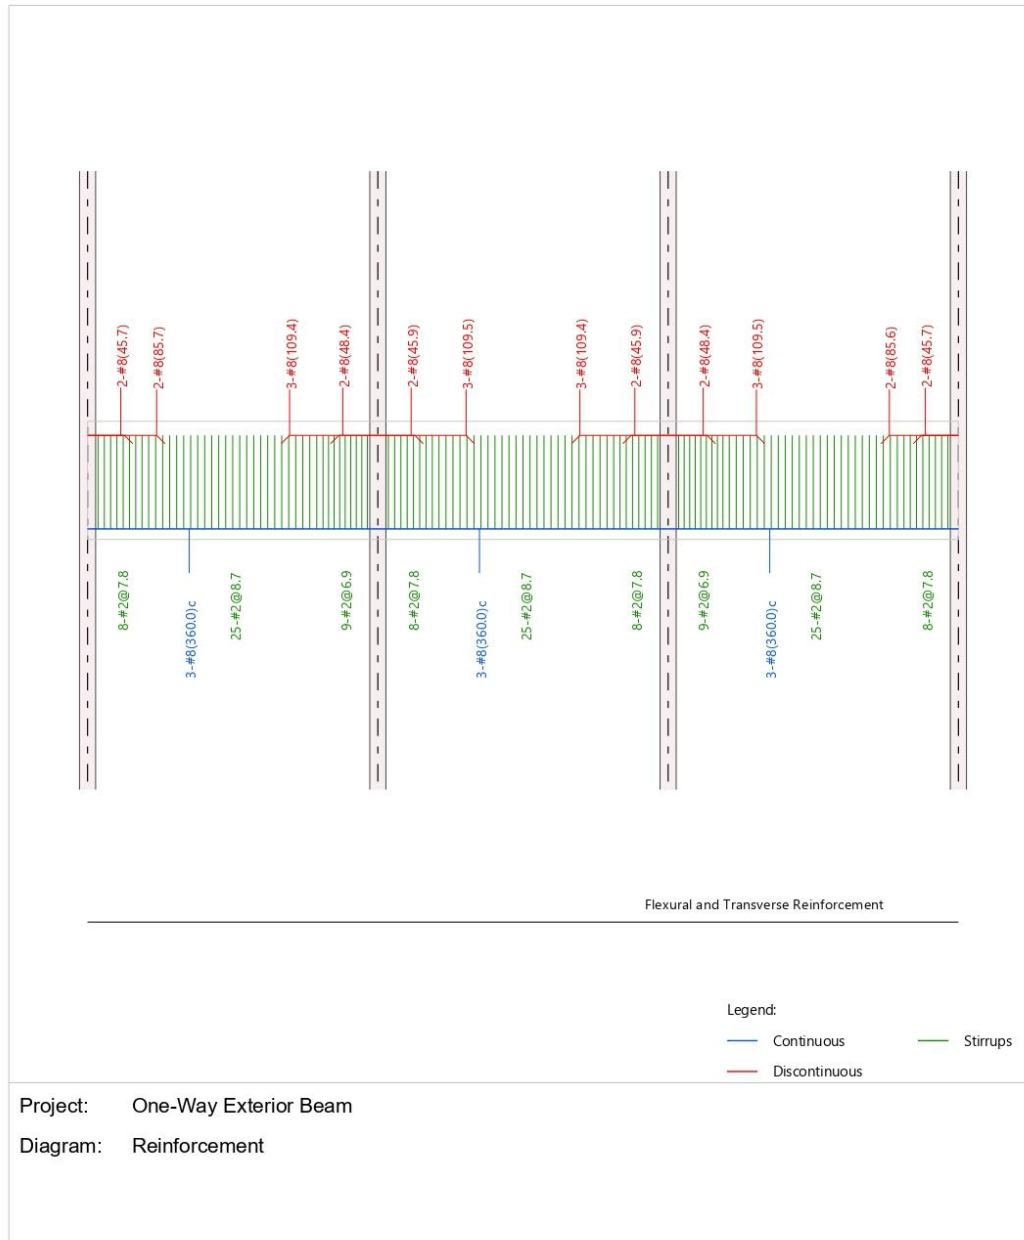 2-#8(45.7)
2-#8(85.7)
3-#8(109.4)
2-#8(48.4)
2-#8(45.9)
3-#8(109.5)
3-#8(109.4)
2-#8(45.9)
2-#8(48.4)
3-#8(109.5)
2-#8(85.6)
2-#8(45.7)
8-#2@7.8
3-#8(360.0)c
25-#2@8.7
9-#2@6.9
8-#2@7.8
3-#8(360.0)c
25-#2@8.7
8-#2@7.8
9-#2@6.9
3-#8(360.0)c
25-#2@8.7
8-#2@7.8
Flexural and Transverse Reinforcement
Legend:
Continuous
Stirrups
Discontinuous
Project: One-Way Exterior Beam
Diagram: Reinforcement